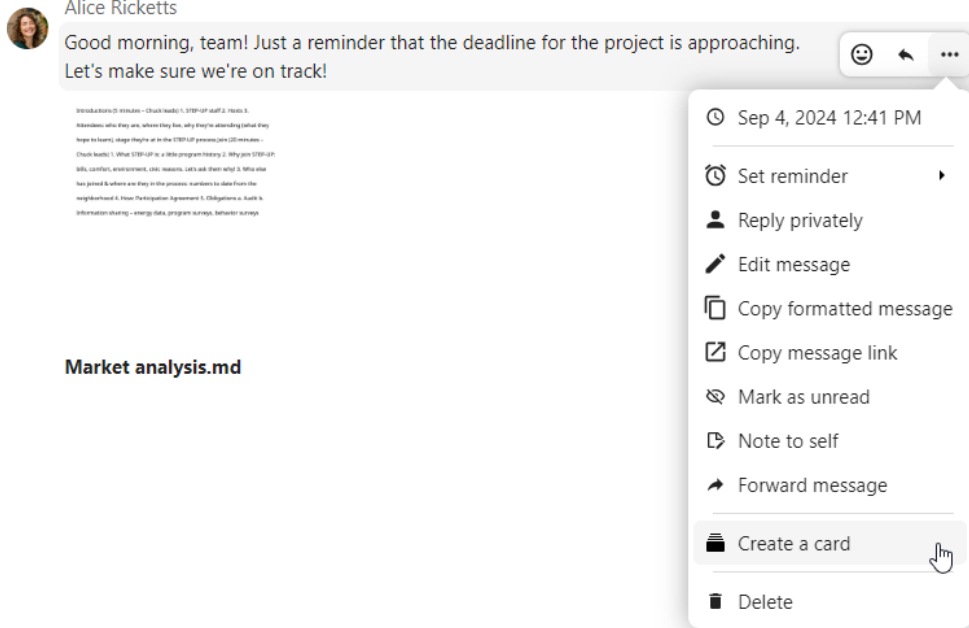 Alice Ricketts
Good morning, team! Just a reminder that the deadline for the project is approaching.
Let's make sure we're on track!
Introductions (5 minutes – Chuck leads) 1. STEP-UP staff 2. Hosts 3.
Attendees: who they are, where they live, why they're attending (what they
hope to learn), stage they're at in the STEP-UP process Join (20 minutes –
Chuck leads) 1. What STEP-UP is: a little program history 2. Why join STEP-UP:
bills, comfort, environment, civic reasons. Let's ask them why! 3. Who else
has joined & where are they in the process: numbers to date from the
neighborhood 4. How: Participation Agreement 5. Obligations a. Audit b.
Information sharing – energy data, program surveys, behavior surveys
Market analysis.md
Sep 4, 2024 12:41 PM
Set reminder
Reply privately
Edit message
Copy formatted message
Copy message link
Mark as unread
Note to self
Forward message
Create a card
Delete